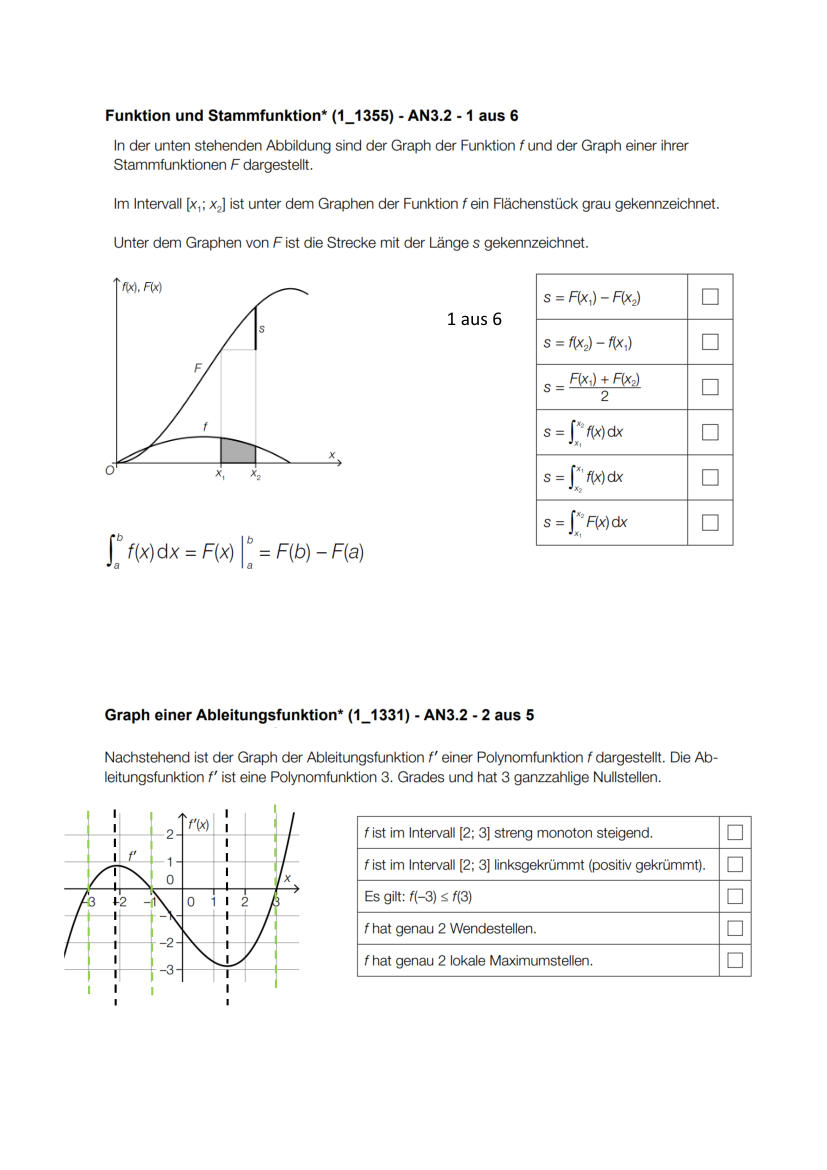 Funktion und Stammfunktion* (1_1355) - AN3.2 - 1 aus 6
In der unten stehenden Abbildung sind der Graph der Funktion f und der Graph einer ihrer
Stammfunktionen F dargestellt.
Im Intervall [x₁; x₂] ist unter dem Graphen der Funktion f ein Flächenstück grau gekennzeichnet.
Unter dem Graphen von F ist die Strecke mit der Länge s gekennzeichnet.
f(x), F(x)
s
F
f
x
O
x₁ x₂
1 aus 6
s = F(x₁) – F(x₂)
s = f(x₂) – f(x₁)
s = F(x₁) + F(x₂)
2
s = ∫ₓ₁ˣ² f(x) dx
s = ∫ₓ₂ˣ¹ f(x) dx
s = ∫ₓ₁ˣ² F(x) dx
∫ₐᵇ f(x) dx = F(x) |ₐᵇ = F(b) – F(a)
Graph einer Ableitungsfunktion* (1_1331) - AN3.2 - 2 aus 5
Nachstehend ist der Graph der Ableitungsfunktion f′ einer Polynomfunktion f dargestellt. Die Ab-
leitungsfunktion f′ ist eine Polynomfunktion 3. Grades und hat 3 ganzzahlige Nullstellen.
f′(x)
2
f′
1
0
x
–3 –2 –1 0 1 2 3
–1
–2
–3
f ist im Intervall [2; 3] streng monoton steigend.
f ist im Intervall [2; 3] linksgekrümmt (positiv gekrümmt).
Es gilt: f(–3) ≤ f(3)
f hat genau 2 Wendestellen.
f hat genau 2 lokale Maximumstellen.